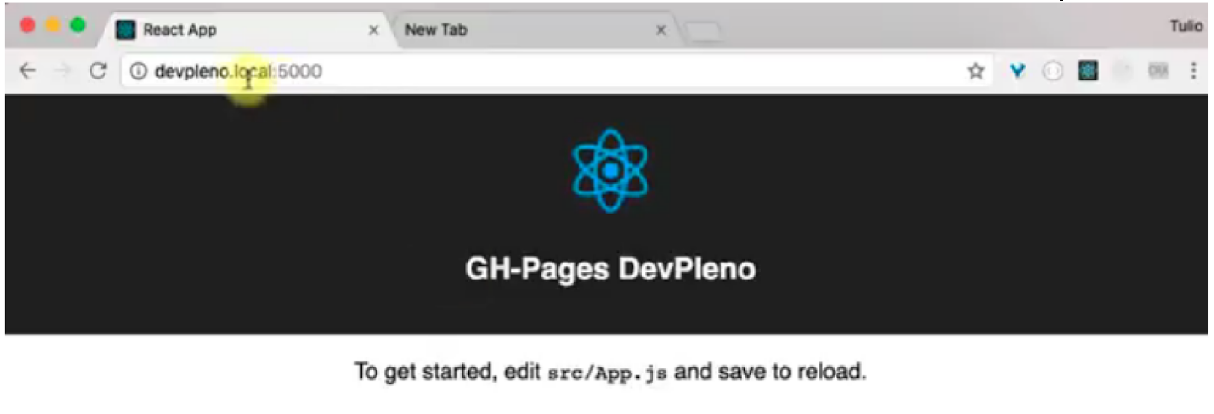 React App
New Tab
Tulio
devpleno.local:5000
GH-Pages DevPleno
To get started, edit src/App.js and save to reload.